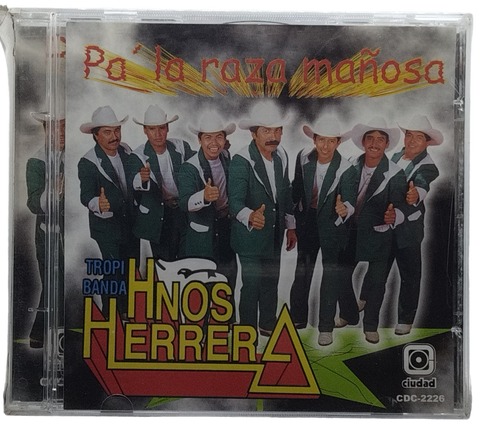 Pa´ la raza mañosa
TROPI
BANDA
HNOS
HERRERA
ciudad
CDC-2226